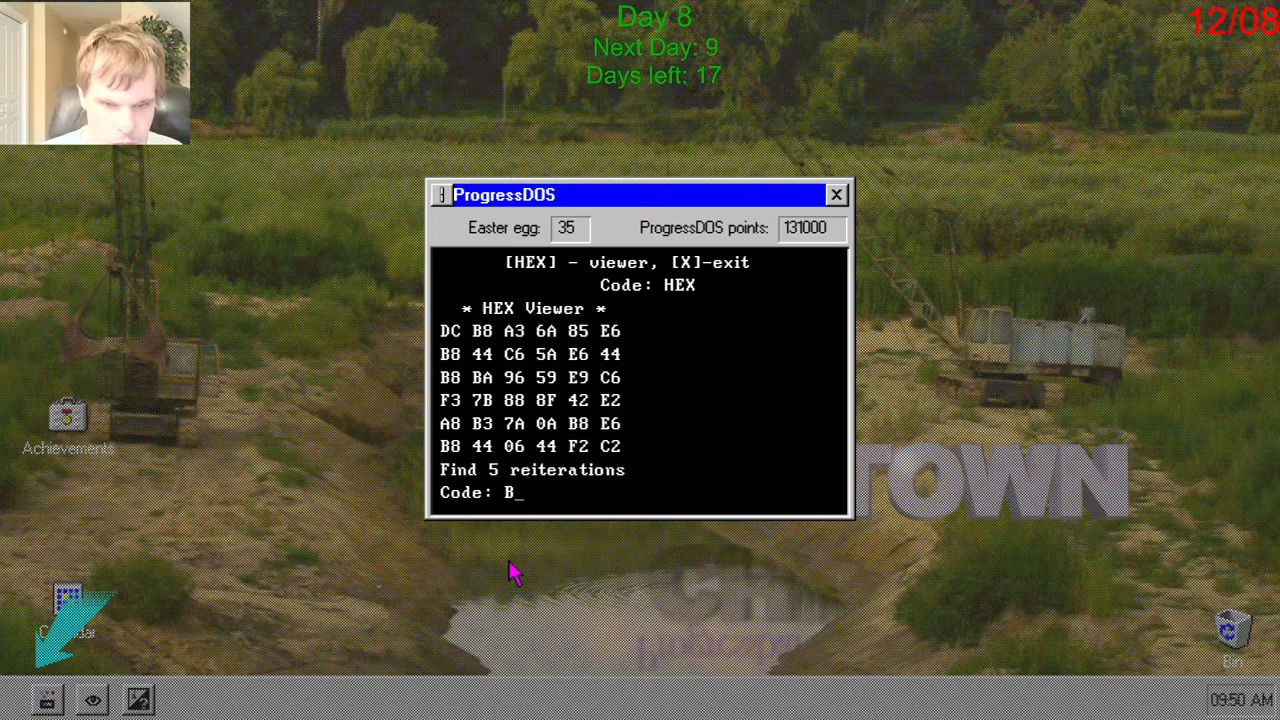 Day 8
Next Day: 9
Days left: 17
12/08
ProgressDOS
Easter egg: 35 ProgressDOS points: 131000
[HEX] - viewer, [X]-exit
Code: HEX
* HEX Viewer *
DC B8 A3 6A 85 E6
B8 44 C6 5A E6 44
B8 BA 96 59 E9 C6
F3 7B 88 8F 42 E2
A8 B3 7A 0A B8 E6
B8 44 06 44 F2 C2
Find 5 reiterations
Code: B_
Achievements
TOWN
Bin
09:50 AM